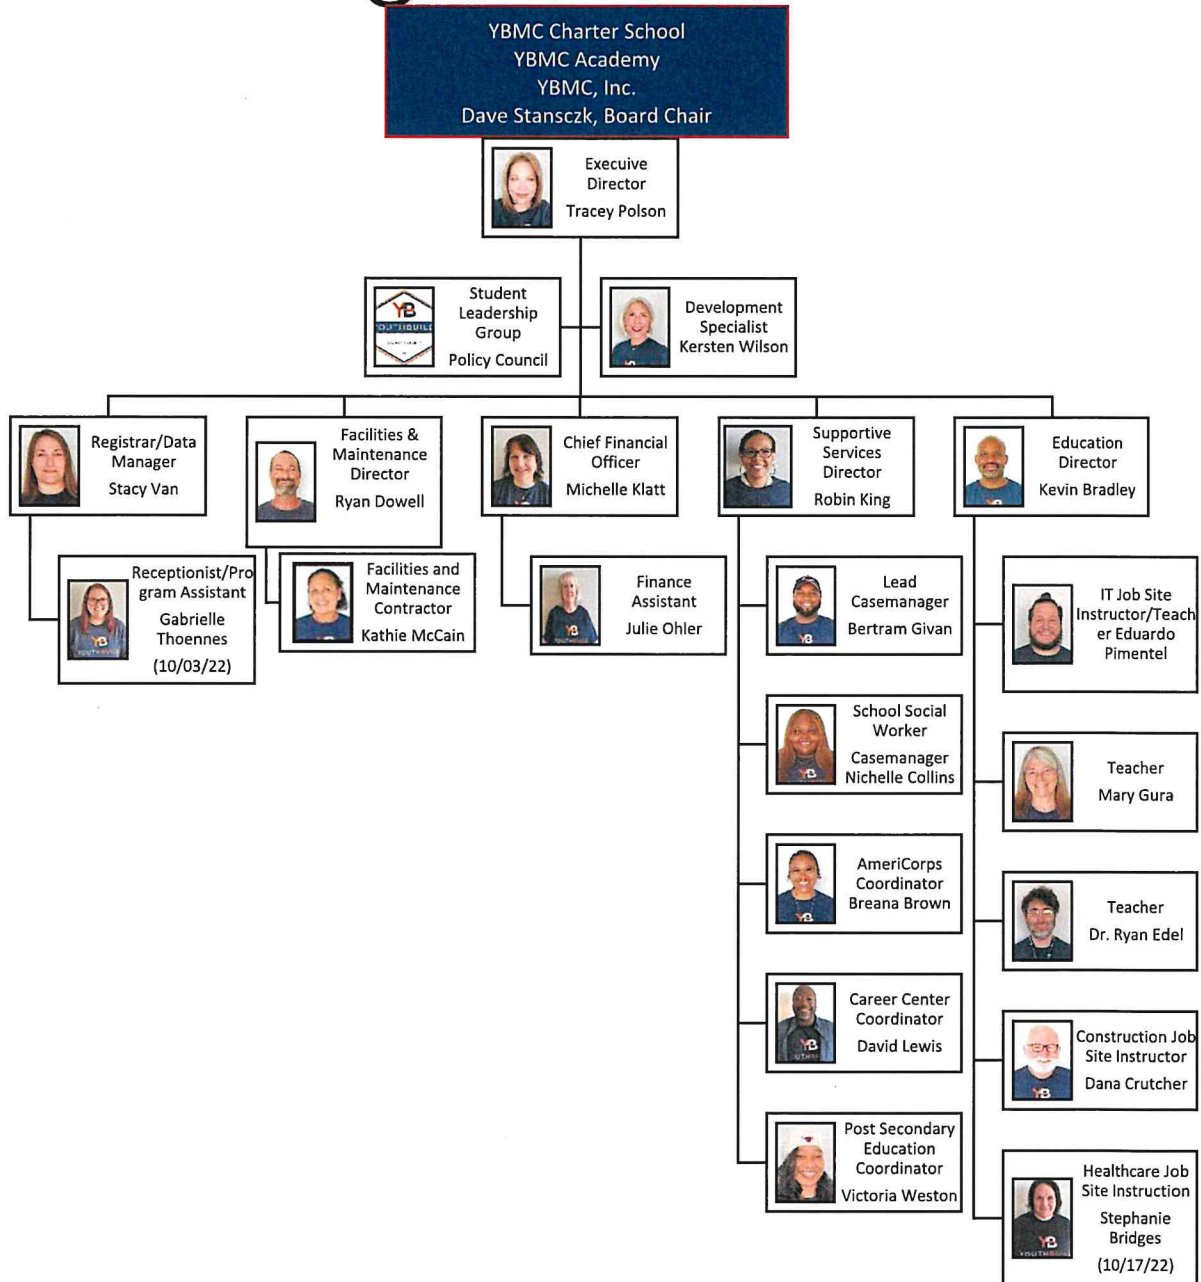 YBMC Charter School
YBMC Academy
YBMC, Inc.
Dave Stansczk, Board Chair
Execuive
Director
Tracey Polson
YB
YOUTHBUILD
Student
Leadership
Group
Policy Council
Development
Specialist
Kersten Wilson
Registrar/Data
Manager
Stacy Van
Facilities &
Maintenance
Director
Ryan Dowell
Chief Financial
Officer
Michelle Klatt
Supportive
Services
Director
Robin King
Education
Director
Kevin Bradley
Receptionist/Pro
gram Assistant
Gabrielle
Thoennes
(10/03/22)
Facilities and
Maintenance
Contractor
Kathie McCain
Finance
Assistant
Julie Ohler
Lead
Casemanager
Bertram Givan
IT Job Site
Instructor/Teach
er Eduardo
Pimentel
School Social
Worker
Casemanager
Nichelle Collins
Teacher
Mary Gura
AmeriCorps
Coordinator
Breana Brown
Teacher
Dr. Ryan Edel
Career Center
Coordinator
David Lewis
Construction Job
Site Instructor
Dana Crutcher
Post Secondary
Education
Coordinator
Victoria Weston
Healthcare Job
Site Instruction
Stephanie
Bridges
(10/17/22)